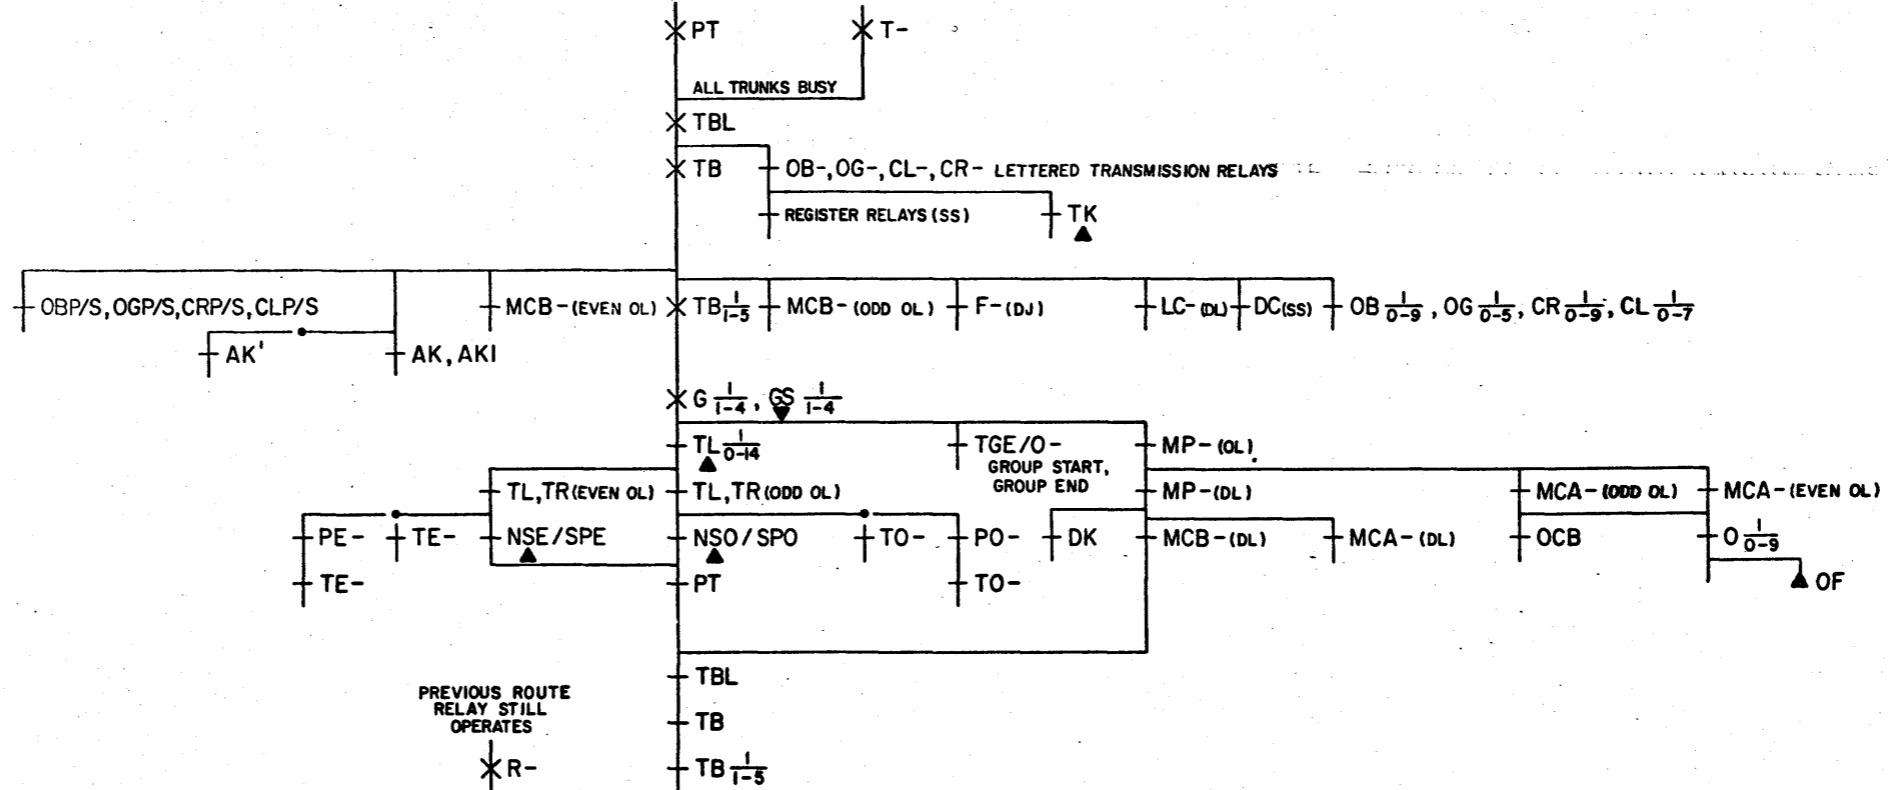 PT
T-
ALL TRUNKS BUSY
TBL
TB
OB-, OG-, CL-, CR- LETTERED TRANSMISSION RELAYS
REGISTER RELAYS (SS)
TK
OBP/S, OGP/S, CRP/S, CLP/S
MCB-(EVEN OL)
TB 1/1-5
MCB-(ODD OL)
F-(DJ)
LC-(DL)
DC(SS)
OB 1/0-9, OG 1/0-5, CR 1/0-9, CL 1/0-7
AK'
AK, AK1
G 1/1-4, GS 1/1-4
TL 1/0-14
TGE/O-
MP-(OL)
GROUP START,
GROUP END
TL, TR (EVEN OL)
TL, TR (ODD OL)
MP-(DL)
MCA-(ODD OL)
MCA-(EVEN OL)
PE-
TE-
NSE/SPE
NSO/SPO
TO-
PO-
DK
MCB-(DL)
MCA-(DL)
OCB
O 1/0-9
TE-
PT
TO-
OF
TBL
PREVIOUS ROUTE
RELAY STILL
OPERATES
TB
R-
TB 1/1-5